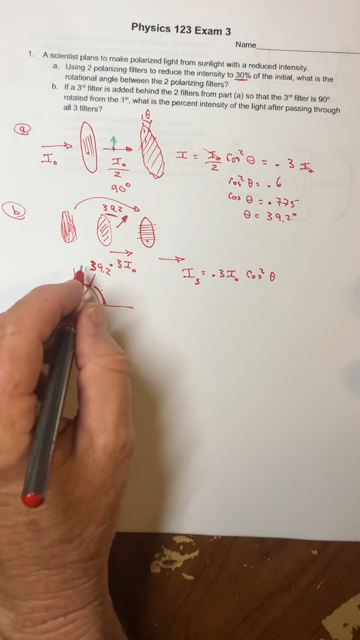 Physics 123 Exam 3
Name
1. A scientist plans to make polarized light from sunlight with a reduced intensity.
a. Using 2 polarizing filters to reduce the intensity to 30% of the initial, what is the
rotational angle between the 2 polarizing filters?
b. If a 3rd filter is added behind the 2 filters from part (a) so that the 3rd filter is 90°
rotated from the 1st, what is the percent intensity of the light after passing through
all 3 filters?
a
θ
I₀
I₀/2
90°
I = I₀/2 cos²θ = .3 I₀
cos²θ = .6
cos θ = .775
θ = 39.2°
b
39.2
.3I₀
I₃ = .3I₀ cos²θ
39.2°